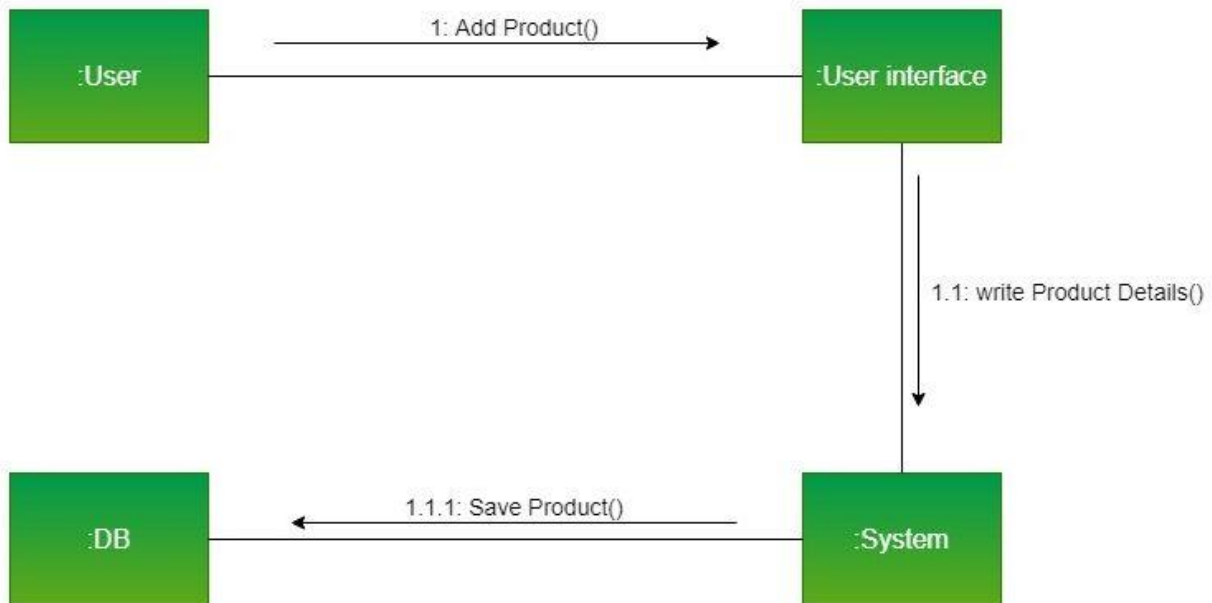 1: Add Product()
:User
:User interface
1.1: write Product Details()
1.1.1: Save Product()
:DB
:System